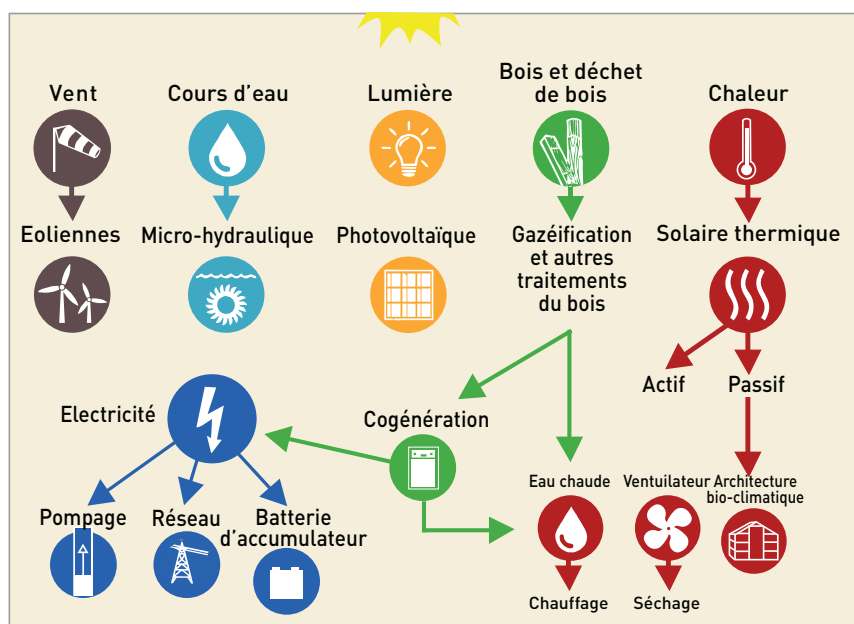 Vent
Cours d'eau
Lumière
Bois et déchet
de bois
Chaleur
Eoliennes
Micro-hydraulique
Photovoltaïque
Gazéification
et autres
traitements
du bois
Solaire thermique
Actif
Passif
Electricité
Cogénération
Pompage
Réseau
Batterie
d'accumulateur
Eau chaude
Ventuilateur
Architecture
bio-climatique
Chauffage
Séchage